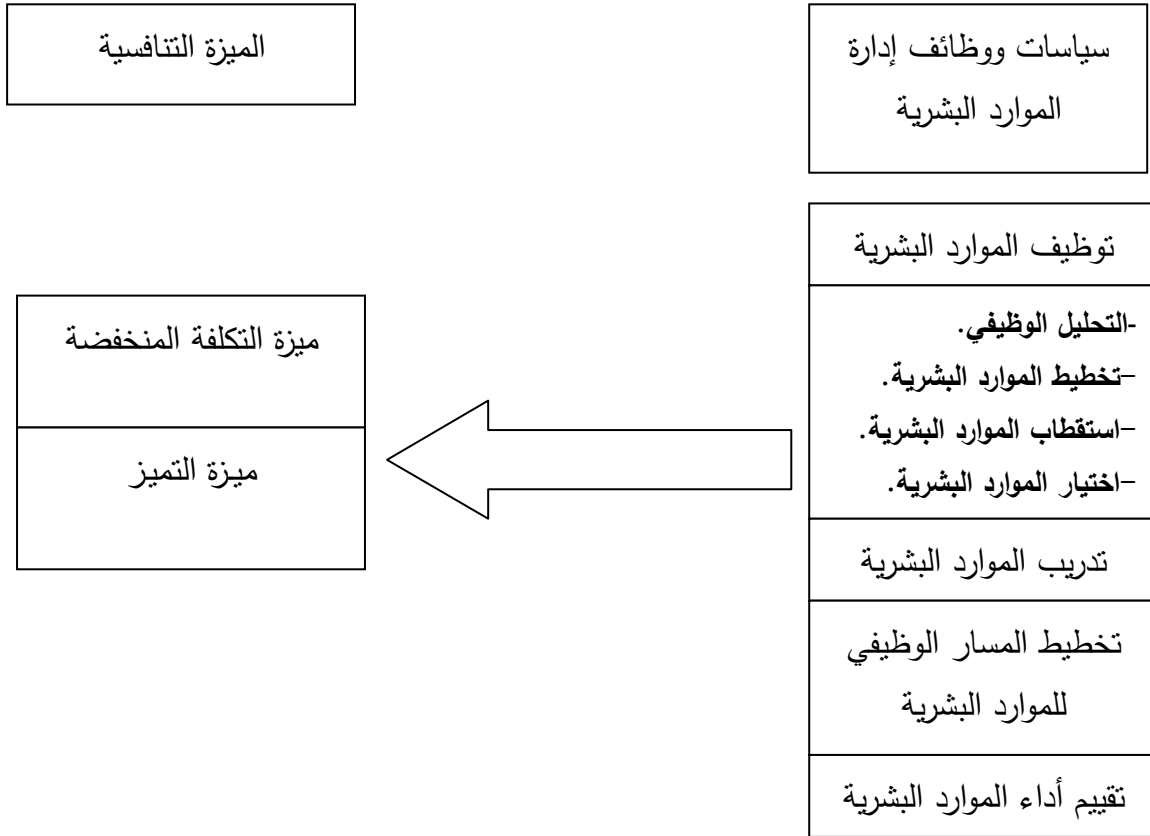 سياسات ووظائف إدارة
الموارد البشرية
الميزة التنافسية
توظيف الموارد البشرية
-التحليل الوظيفي.
-تخطيط الموارد البشرية.
-استقطاب الموارد البشرية.
-اختيار الموارد البشرية.
تدريب الموارد البشرية
تخطيط المسار الوظيفي
للموارد البشرية
تقييم أداء الموارد البشرية
ميزة التكلفة المنخفضة
ميزة التميز